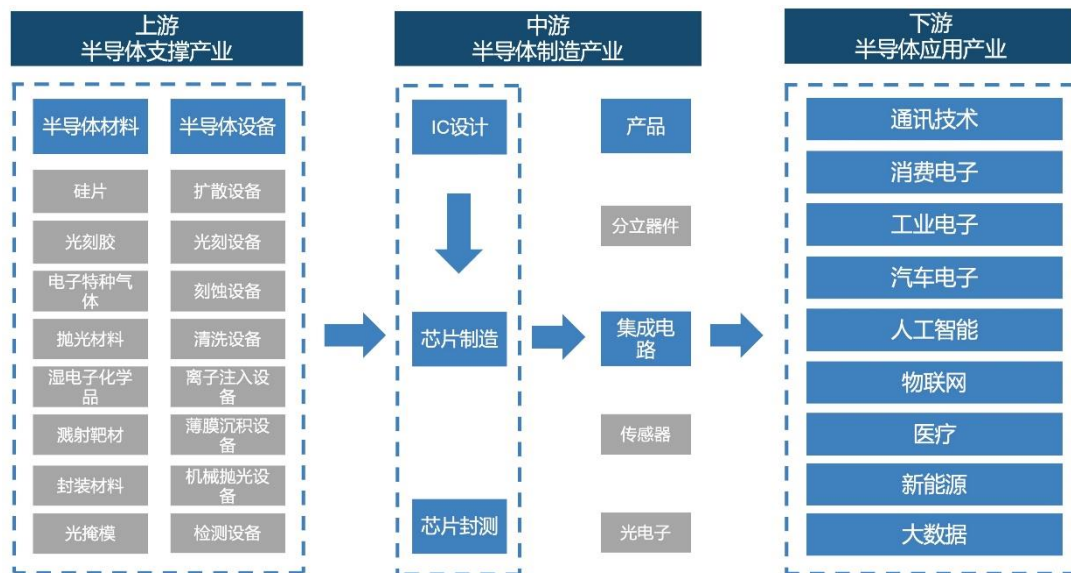 上游
半导体支撑产业
半导体材料
半导体设备
硅片
扩散设备
光刻胶
光刻设备
电子特种气
体
刻蚀设备
抛光材料
清洗设备
湿电子化学
品
离子注入设
备
溅射靶材
薄膜沉积设
备
封装材料
机械抛光设
备
光掩模
检测设备
中游
半导体制造产业
IC设计
芯片制造
芯片封测
产品
分立器件
集成电
路
传感器
光电子
下游
半导体应用产业
通讯技术
消费电子
工业电子
汽车电子
人工智能
物联网
医疗
新能源
大数据